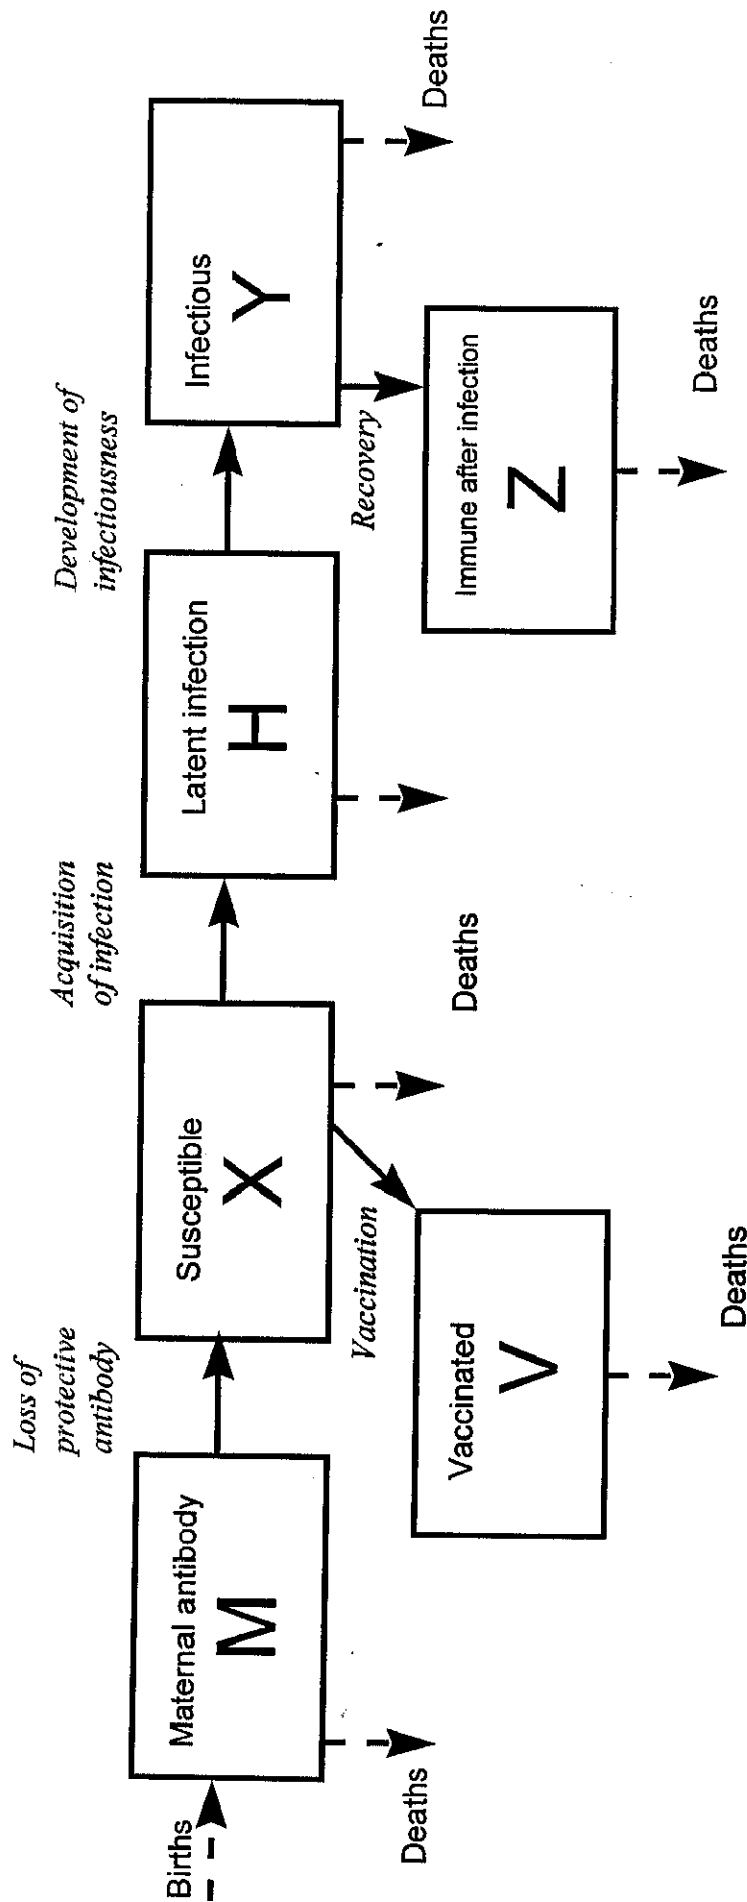 Births
Maternal antibody
M
Deaths
Loss of
protective
antibody
Susceptible
X
Deaths
Vaccination
Vaccinated
V
Deaths
Acquisition
of infection
Latent infection
H
Development of
infectiousness
Infectious
Y
Deaths
Recovery
Immune after infection
Z
Deaths